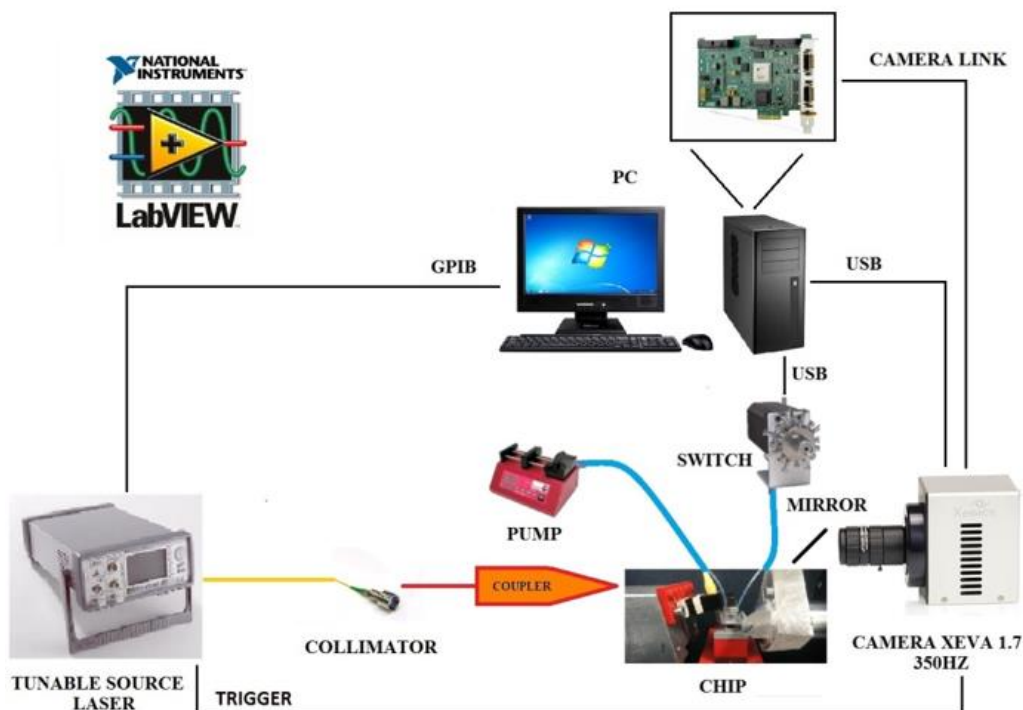 NATIONAL
INSTRUMENTS
LabVIEW
CAMERA LINK
PC
GPIB
USB
USB
SWITCH
MIRROR
PUMP
Xenics
COUPLER
COLLIMATOR
CAMERA XEVA 1.7
350HZ
TUNABLE SOURCE
LASER
TRIGGER
CHIP